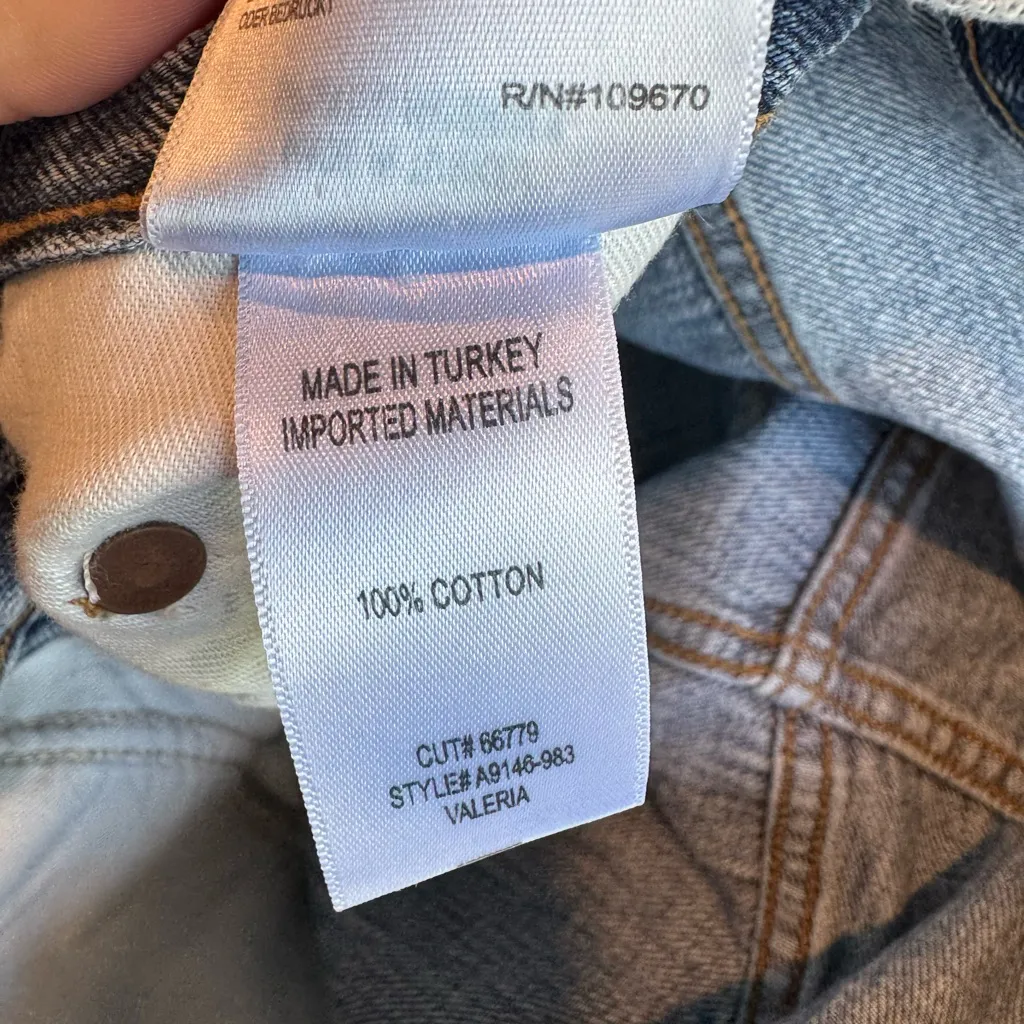 ODER BEDRUCKT
R/N#109670
MADE IN TURKEY
IMPORTED MATERIALS
100% COTTON
CUT# 66779
STYLE# A9146-983
VALERIA